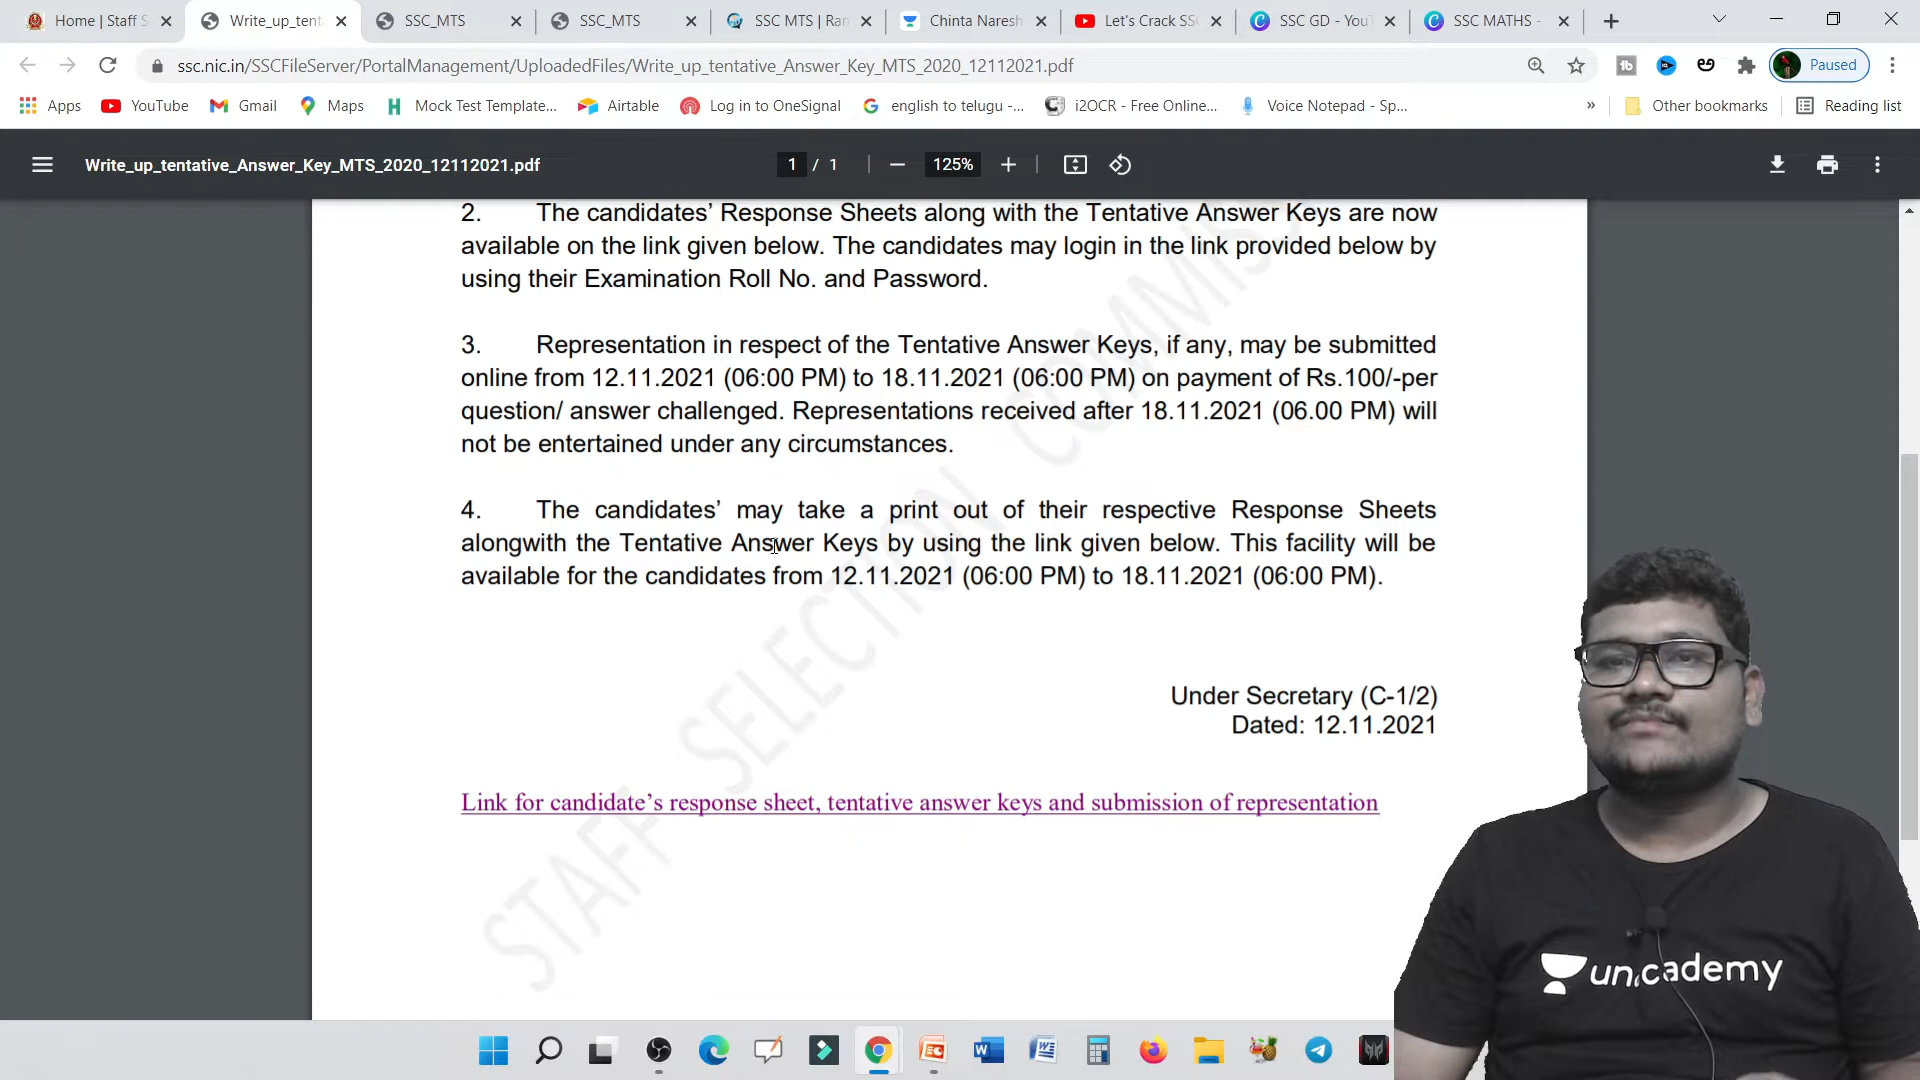 Home | Staff S
Write_up_tent
SSC_MTS
SSC_MTS
SSC MTS | Ran
Chinta Naresh
Let's Crack SSC
SSC GD - YouT
SSC MATHS -
ssc.nic.in/SSCFileServer/PortalManagement/UploadedFiles/Write_up_tentative_Answer_Key_MTS_2020_12112021.pdf
Paused
Apps
YouTube
Gmail
Maps
Mock Test Template...
Airtable
Log in to OneSignal
english to telugu -...
i2OCR - Free Online...
Voice Notepad - Sp...
»
Other bookmarks
Reading list
Write_up_tentative_Answer_Key_MTS_2020_12112021.pdf
1 / 1
125%
2. The candidates’ Response Sheets along with the Tentative Answer Keys are now
available on the link given below. The candidates may login in the link provided below by
using their Examination Roll No. and Password.
3. Representation in respect of the Tentative Answer Keys, if any, may be submitted
online from 12.11.2021 (06:00 PM) to 18.11.2021 (06:00 PM) on payment of Rs.100/-per
question/ answer challenged. Representations received after 18.11.2021 (06.00 PM) will
not be entertained under any circumstances.
4. The candidates’ may take a print out of their respective Response Sheets
alongwith the Tentative Answer Keys by using the link given below. This facility will be
available for the candidates from 12.11.2021 (06:00 PM) to 18.11.2021 (06:00 PM).
Under Secretary (C-1/2)
Dated: 12.11.2021
Link for candidate’s response sheet, tentative answer keys and submission of representation
STAFF SELECTION COMMISS
unacademy